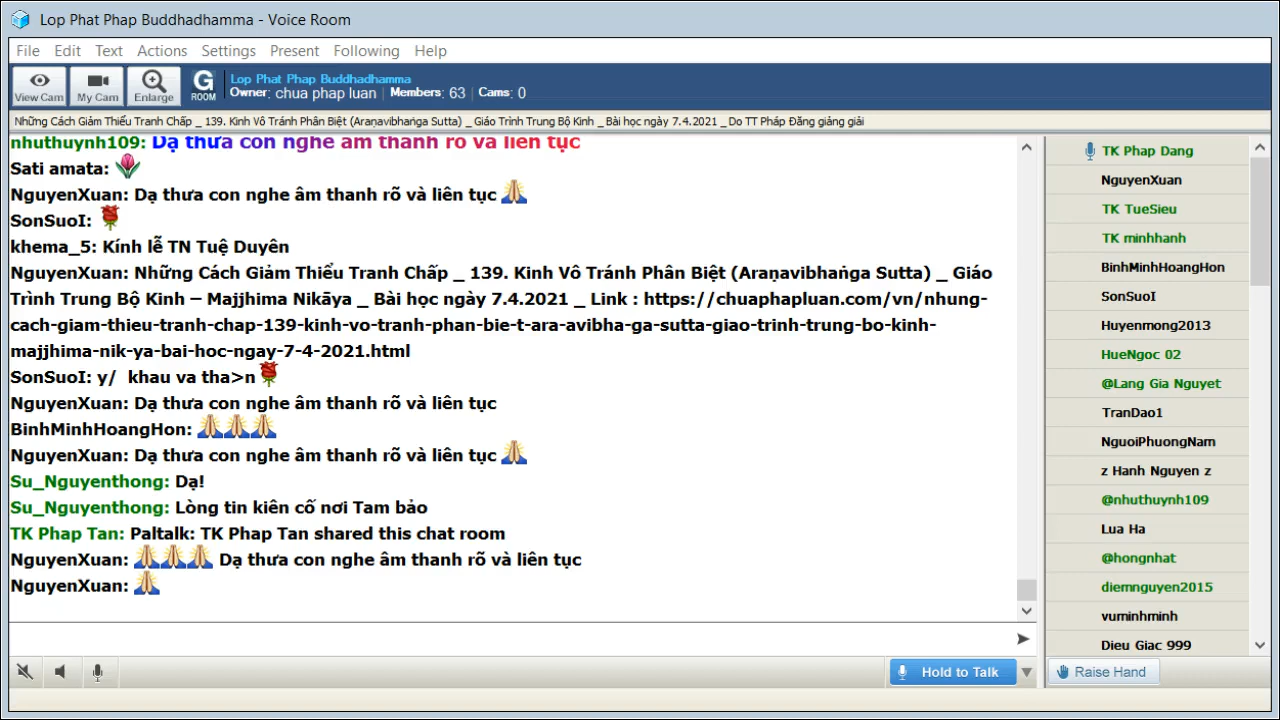 Lop Phat Phap Buddhadhamma - Voice Room
File Edit Text Actions Settings Present Following Help
View Cam My Cam Enlarge G ROOM
Lop Phat Phap Buddhadhamma
Owner: chua phap luan Members: 63 Cams: 0
Những Cách Giảm Thiểu Tranh Chấp _ 139. Kinh Vô Tránh Phân Biệt (Araṇavibhaṅga Sutta) _ Giáo Trình Trung Bộ Kinh _ Bài học ngày 7.4.2021 _ Do TT Pháp Đăng giảng giải
nhuthuynh109: Dạ thưa con nghe âm thanh rõ và liên tục
Sati amata:
NguyenXuan: Dạ thưa con nghe âm thanh rõ và liên tục
SonSuoI:
khema_5: Kính lễ TN Tuệ Duyên
NguyenXuan: Những Cách Giảm Thiểu Tranh Chấp _ 139. Kinh Vô Tránh Phân Biệt (Araṇavibhaṅga Sutta) _ Giáo
Trình Trung Bộ Kinh – Majjhima Nikāya _ Bài học ngày 7.4.2021 _ Link : https://chuaphapluan.com/vn/nhung-
cach-giam-thieu-tranh-chap-139-kinh-vo-tranh-phan-bie-t-ara-avibha-ga-sutta-giao-trinh-trung-bo-kinh-
majjhima-nik-ya-bai-hoc-ngay-7-4-2021.html
SonSuoI: y/ khau va tha>n
NguyenXuan: Dạ thưa con nghe âm thanh rõ và liên tục
BinhMinhHoangHon:
NguyenXuan: Dạ thưa con nghe âm thanh rõ và liên tục
Su_Nguyenthong: Dạ!
Su_Nguyenthong: Lòng tin kiên cố nơi Tam bảo
TK Phap Tan: Paltalk: TK Phap Tan shared this chat room
NguyenXuan: Dạ thưa con nghe âm thanh rõ và liên tục
NguyenXuan:
TK Phap Dang
NguyenXuan
TK TueSieu
TK minhhanh
BinhMinhHoangHon
SonSuoI
Huyenmong2013
HueNgoc 02
@Lang Gia Nguyet
TranDao1
NguoiPhuongNam
z Hanh Nguyen z
@nhuthuynh109
Lua Ha
@hongnhat
diemnguyen2015
vuminhminh
Dieu Giac 999
Hold to Talk
Raise Hand